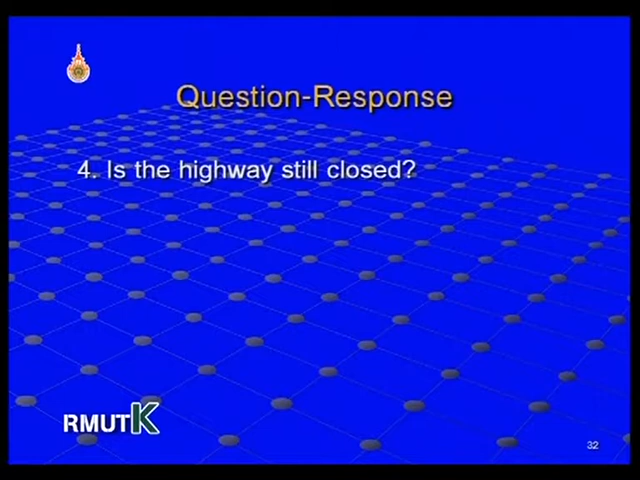 Question-Response
4. Is the highway still closed?
RMUTK
32